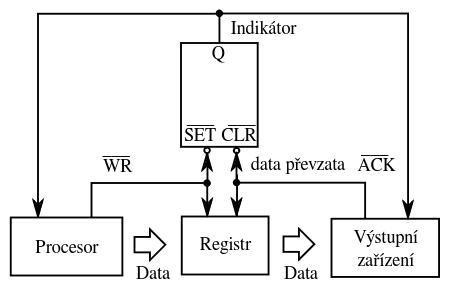 Indikátor
Q
SET CLR
WR
data převzata ACK
Procesor
Registr
Výstupní
zařízení
Data
Data